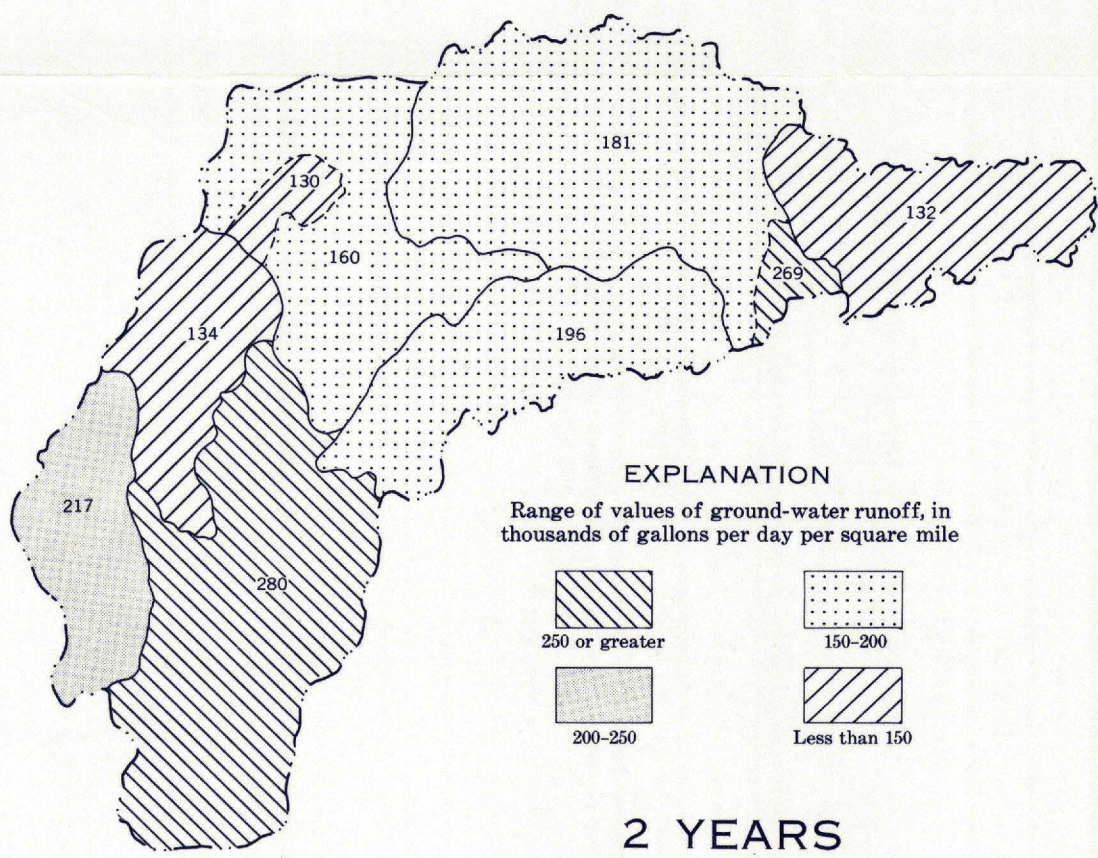 181
130
132
160
269
134
196
217
280
EXPLANATION
Range of values of ground-water runoff, in
thousands of gallons per day per square mile
250 or greater
150–200
200–250
Less than 150
2 YEARS